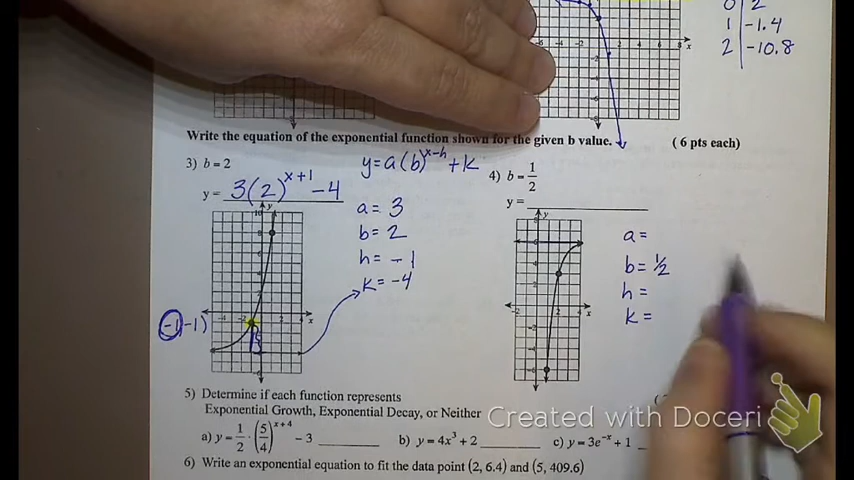 0 | 2
1 | -1.4
2 | -10.8
Write the equation of the exponential function shown for the given b value. ( 6 pts each)
y = a(b)^(x-h) + k
3) b = 2
y = 3(2)^(x+1) - 4
a = 3
b = 2
h = -1
k = -4
(-1,-1)
4) b = 1/2
y =
a =
b = 1/2
h =
k =
5) Determine if each function represents
Exponential Growth, Exponential Decay, or Neither
a) y = 1/2 · (5/4)^(x+4) - 3
b) y = 4x^3 + 2
c) y = 3e^(-x) + 1
6) Write an exponential equation to fit the data point (2, 6.4) and (5, 409.6)
Created with Doceri